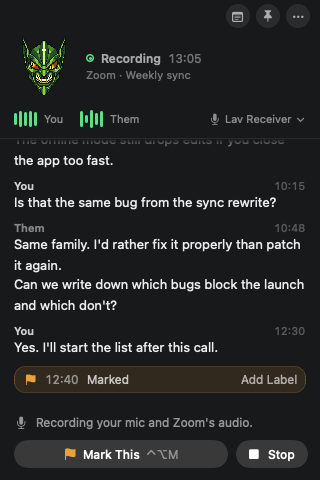 Recording 13:05
Zoom · Weekly sync
You
Them
Lav Receiver
The offline mode still drops edits if you close
the app too fast.
You 10:15
Is that the same bug from the sync rewrite?
Them 10:48
Same family. I'd rather fix it properly than patch
it again.
Can we write down which bugs block the launch
and which don't?
You 12:30
Yes. I'll start the list after this call.
12:40 Marked Add Label
Recording your mic and Zoom's audio.
Mark This ^⌥M
Stop